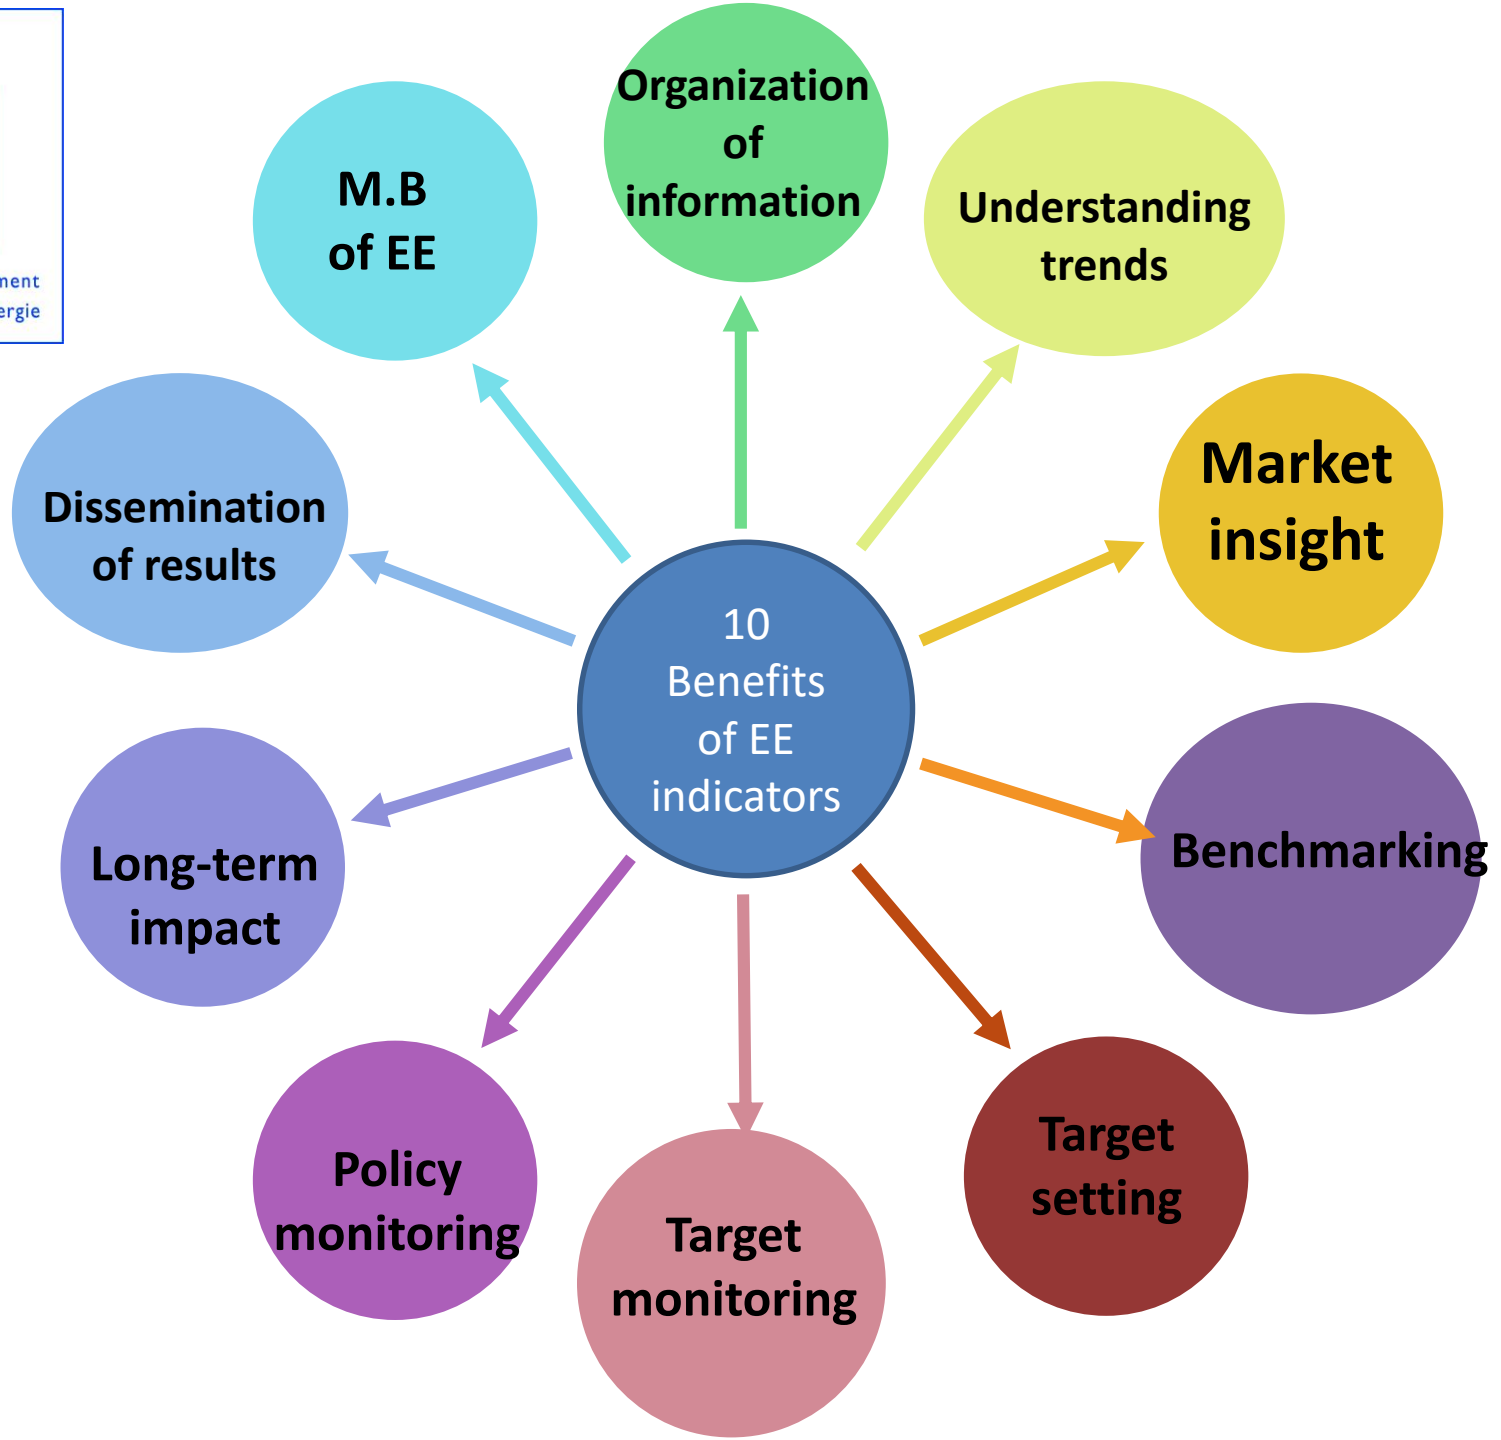 ergie
Organization
of
information
Understanding
trends
Market
insight
Benchmarking
Target
setting
Target
monitoring
Policy
monitoring
Long-term
impact
Dissemination
of results
M.B
of EE
10
Benefits
of EE
indicators